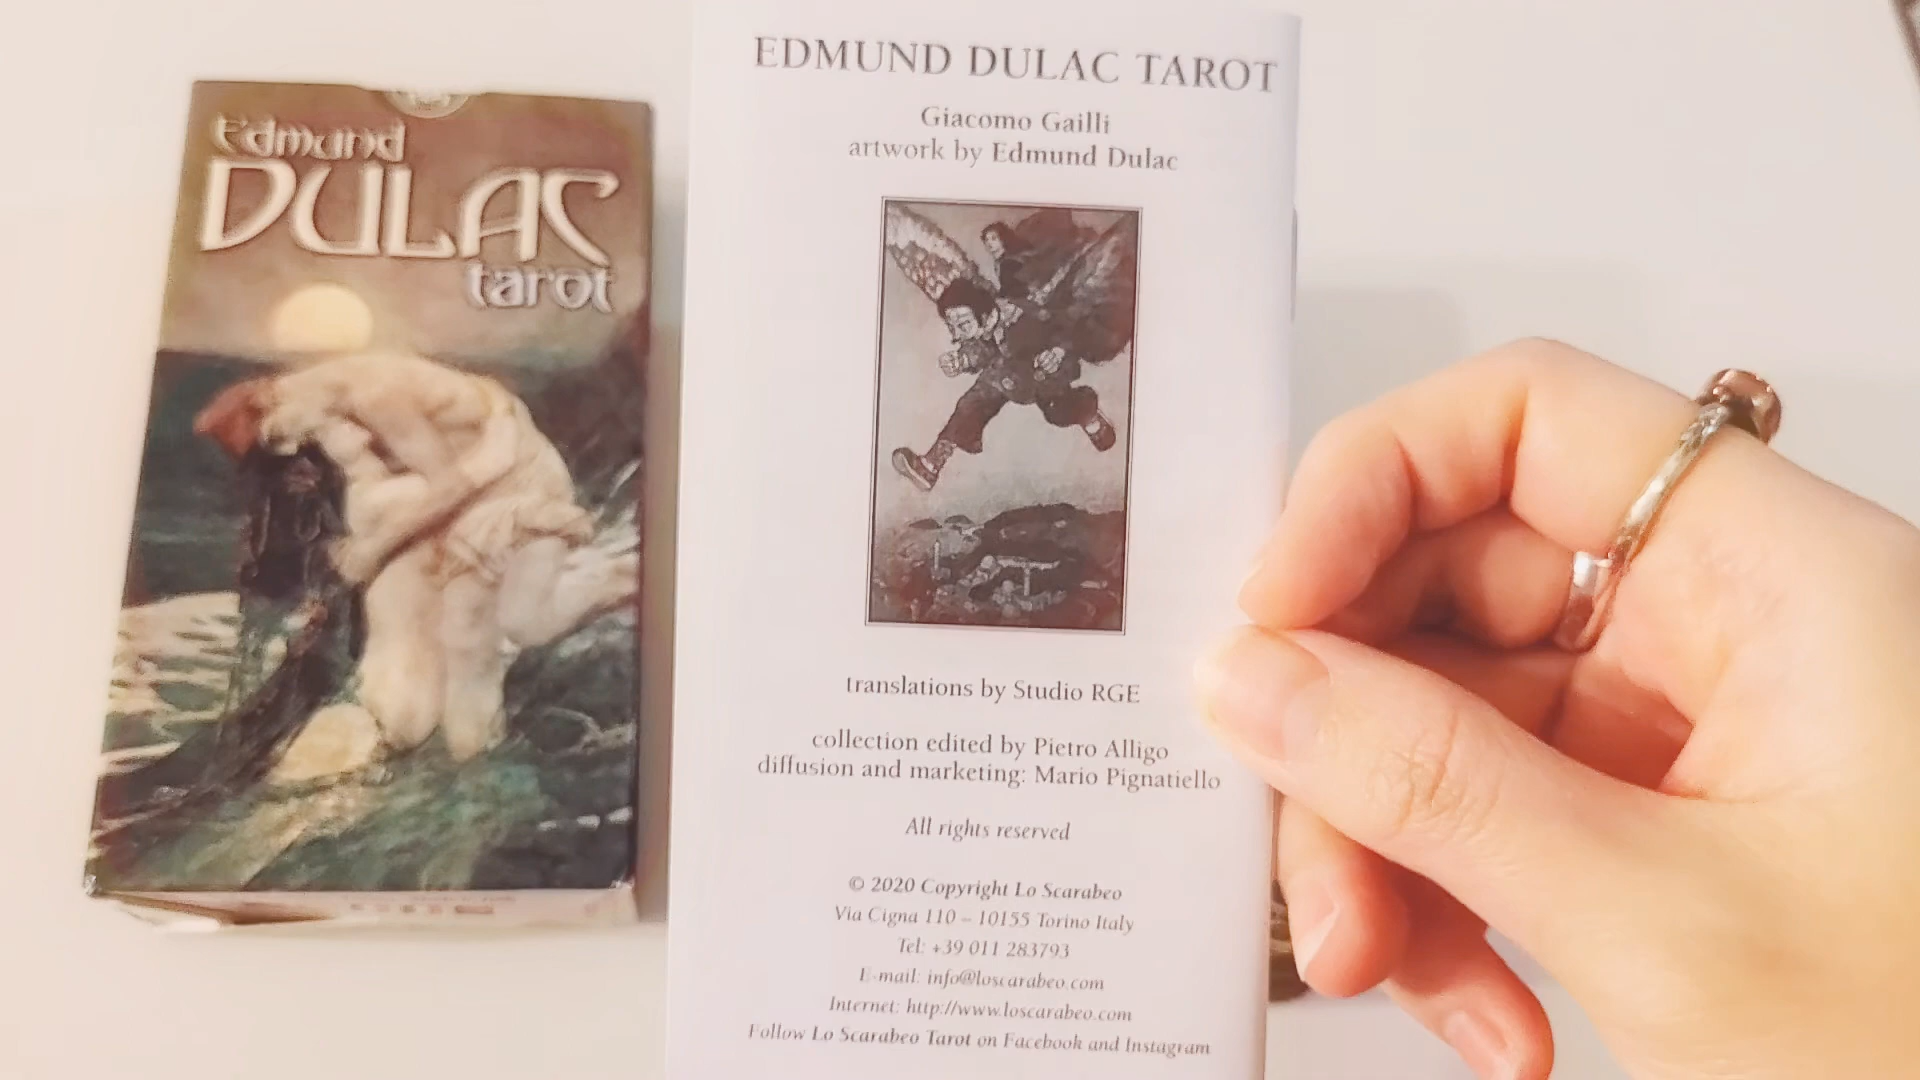 Edmund
DULAC
tarot
EDMUND DULAC TAROT
Giacomo Gailli
artwork by Edmund Dulac
translations by Studio RGE
collection edited by Pietro Alligo
diffusion and marketing: Mario Pignatiello
All rights reserved
© 2020 Copyright Lo Scarabeo
Via Cigna 110 – 10155 Torino Italy
Tel: +39 011 283793
E-mail: info@loscarabeo.com
Internet: http://www.loscarabeo.com
Follow Lo Scarabeo Tarot on Facebook and Instagram